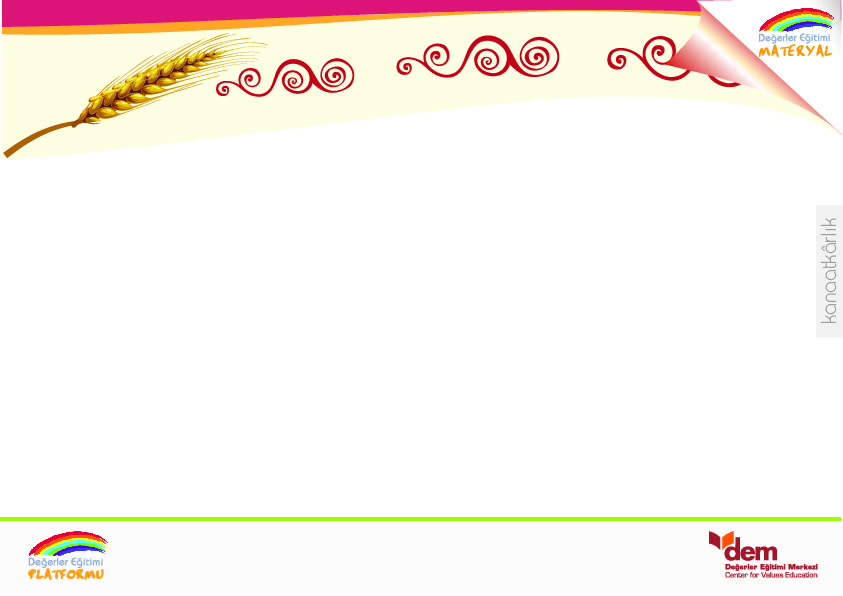 Değerler Eğitimi
MATERYAL
kanaatkârlık
Değerler Eğitimi
PLATFORMU
dem
Değerler Eğitimi Merkezi
Center for Values Education